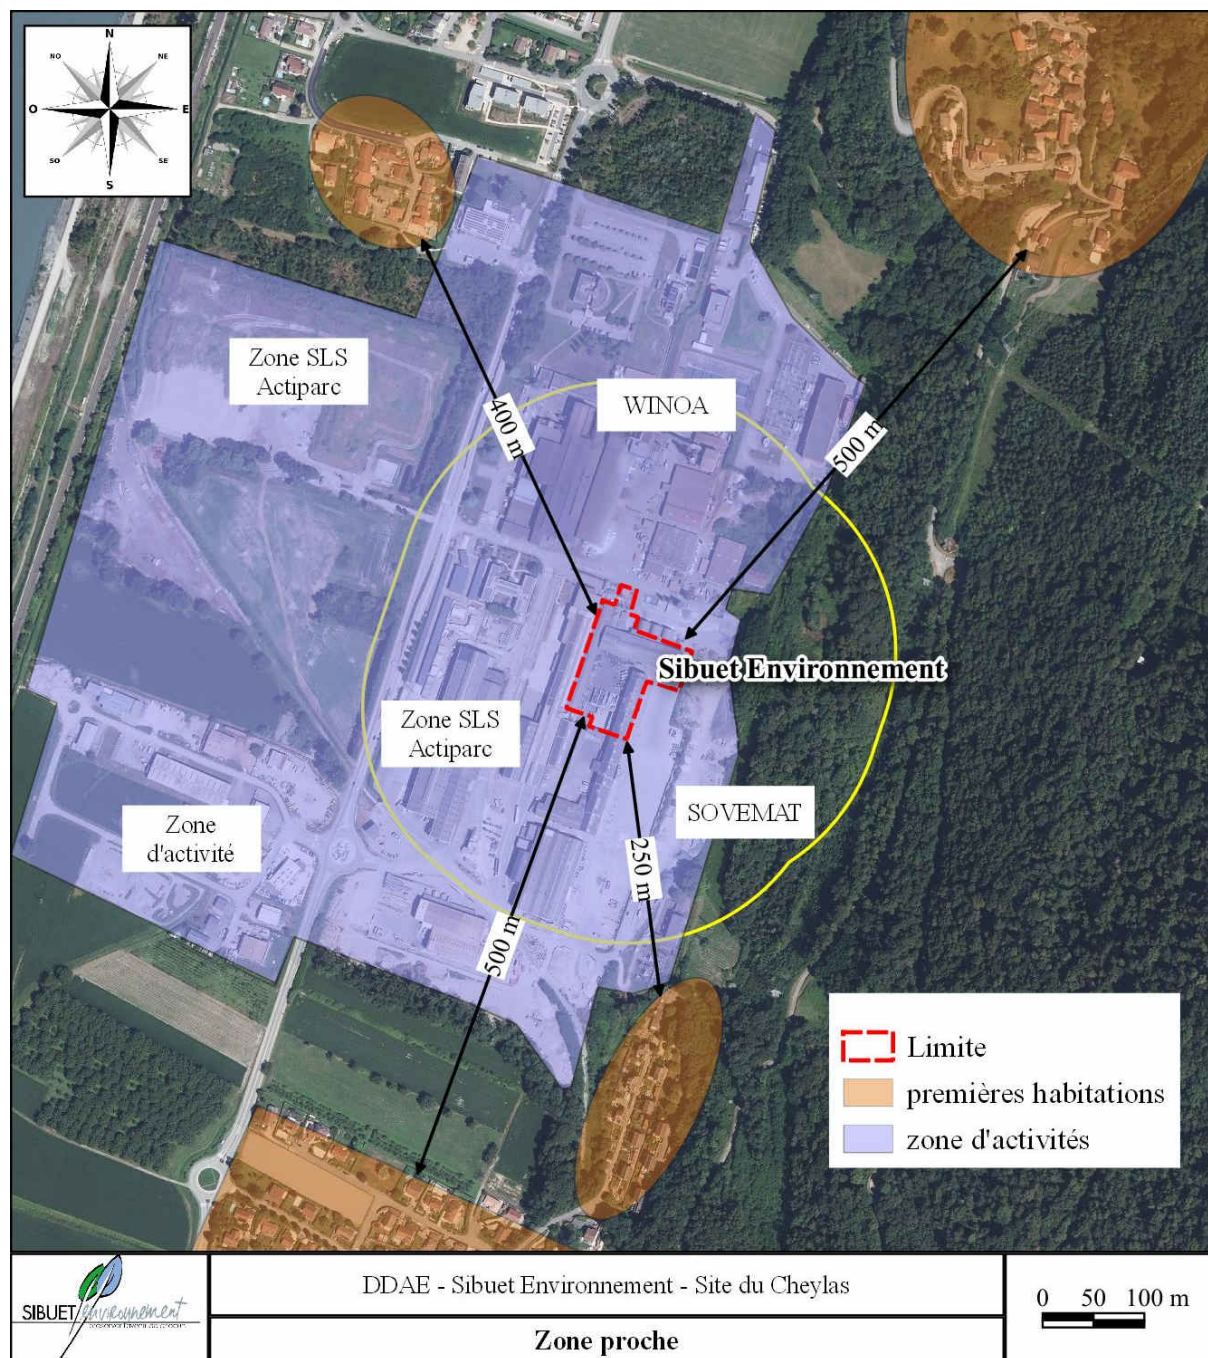 N
NO
NE
O
E
SO
SE
S
Zone SLS
Actiparc
WINOA
400 m
500 m
Sibuet Environnement
Zone SLS
Actiparc
SOVEMAT
Zone
d'activité
250 m
500 m
Limite
premières habitations
zone d'activités
SIBUET environnement
DDAE - Sibuet Environnement - Site du Cheylas
Zone proche
0 50 100 m